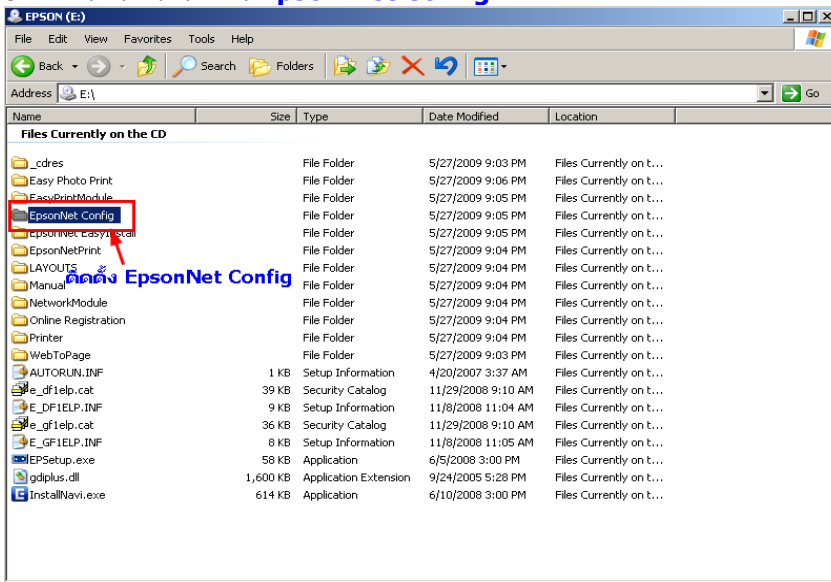 EPSON (E:)
File Edit View Favorites Tools Help
Back Search Folders
Address E:\ Go
Name Size Type Date Modified Location
Files Currently on the CD
_cdres File Folder 5/27/2009 9:03 PM Files Currently on t...
Easy Photo Print File Folder 5/27/2009 9:06 PM Files Currently on t...
EasyPrintModule File Folder 5/27/2009 9:05 PM Files Currently on t...
EpsonNet Config File Folder 5/27/2009 9:05 PM Files Currently on t...
EpsonNet EasyInstall File Folder 5/27/2009 9:05 PM Files Currently on t...
EpsonNetPrint File Folder 5/27/2009 9:04 PM Files Currently on t...
LAYOUTS File Folder 5/27/2009 9:04 PM Files Currently on t...
ติดตั้ง EpsonNet Config
Manual File Folder 5/27/2009 9:04 PM Files Currently on t...
NetworkModule File Folder 5/27/2009 9:04 PM Files Currently on t...
Online Registration File Folder 5/27/2009 9:04 PM Files Currently on t...
Printer File Folder 5/27/2009 9:04 PM Files Currently on t...
WebToPage File Folder 5/27/2009 9:03 PM Files Currently on t...
AUTORUN.INF 1 KB Setup Information 4/20/2007 3:37 AM Files Currently on t...
e_df1elp.cat 39 KB Security Catalog 11/29/2008 9:10 AM Files Currently on t...
E_DF1ELP.INF 9 KB Setup Information 11/8/2008 11:04 AM Files Currently on t...
e_gf1elp.cat 36 KB Security Catalog 11/29/2008 9:10 AM Files Currently on t...
E_GF1ELP.INF 8 KB Setup Information 11/8/2008 11:05 AM Files Currently on t...
EPSetup.exe 58 KB Application 6/5/2008 3:00 PM Files Currently on t...
gdiplus.dll 1,600 KB Application Extension 9/24/2005 5:28 PM Files Currently on t...
InstallNavi.exe 614 KB Application 6/10/2008 3:00 PM Files Currently on t...